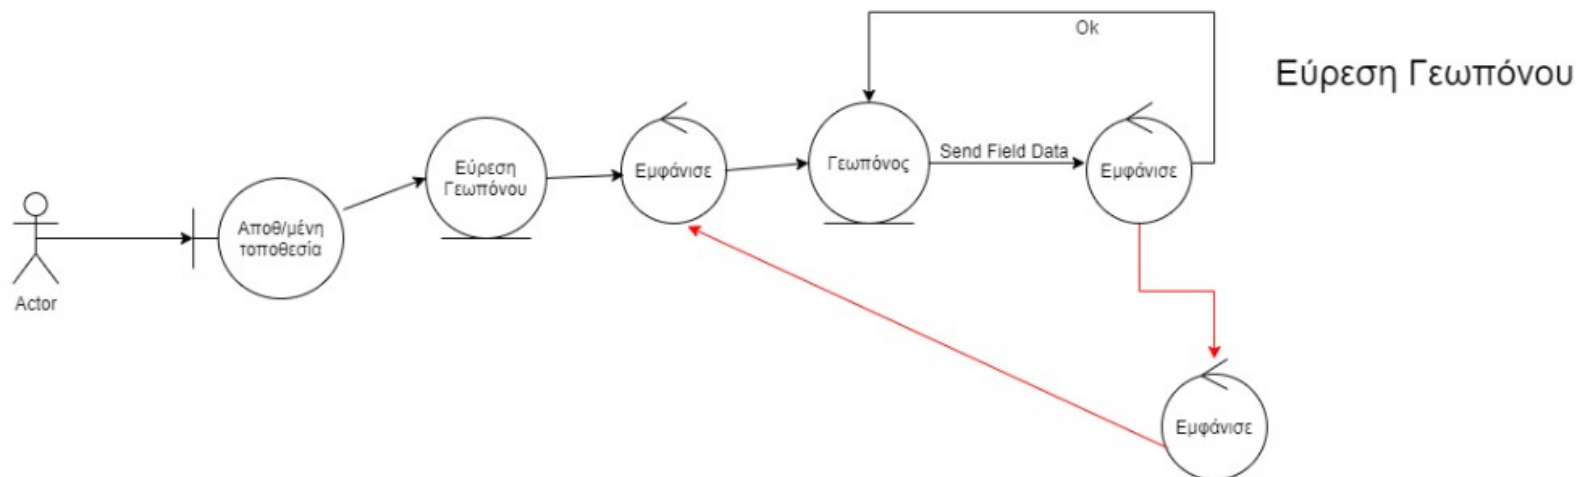 Ok
Εύρεση Γεωπόνου
Εύρεση
Γεωπόνου
Εμφάνισε
Γεωπόνος
Send Field Data
Εμφάνισε
Αποθ/μένη
τοποθεσία
Actor
Εμφάνισε